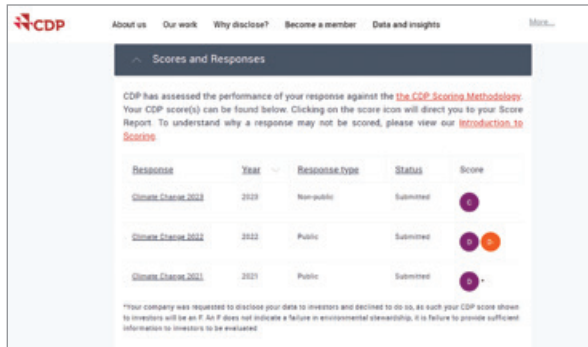 CDP
About us Our work Why disclose? Become a member Data and insights More...
Scores and Responses
CDP has assessed the performance of your response against the the CDP Scoring Methodology.
Your CDP score(s) can be found below. Clicking on the score icon will direct you to your Score
Report. To understand why a response may not be scored, please view our Introduction to
Scoring.
Response Year Response type Status Score
Climate Change 2023 2023 Non-public Submitted C
Climate Change 2022 2022 Public Submitted D D-
Climate Change 2021 2021 Public Submitted D *
*Your company was requested to disclose your data to investors and declined to do so, as such your CDP score shown
to investors will be an F. An F does not indicate a failure in environmental stewardship, it is failure to provide sufficient
information to investors to be evaluated